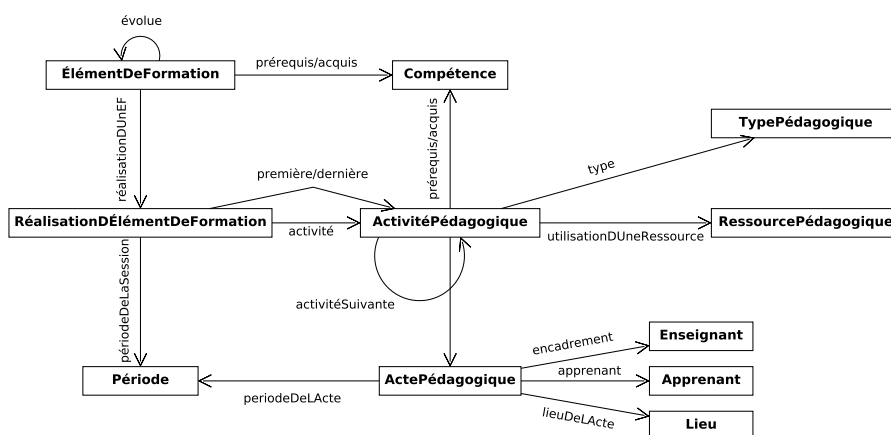 évolue
ÉlémentDeFormation
prérequis/acquis
Compétence
réalisationDUnEF
prérequis/acquis
TypePédagogique
type
première/dernière
RéalisationDÉlémentDeFormation
activité
ActivitéPédagogique
utilisationDUneRessource
RessourcePédagogique
périodeDeLaSession
activitéSuivante
encadrement
Enseignant
Période
periodeDeLActe
ActePédagogique
apprenant
Apprenant
lieuDeLActe
Lieu